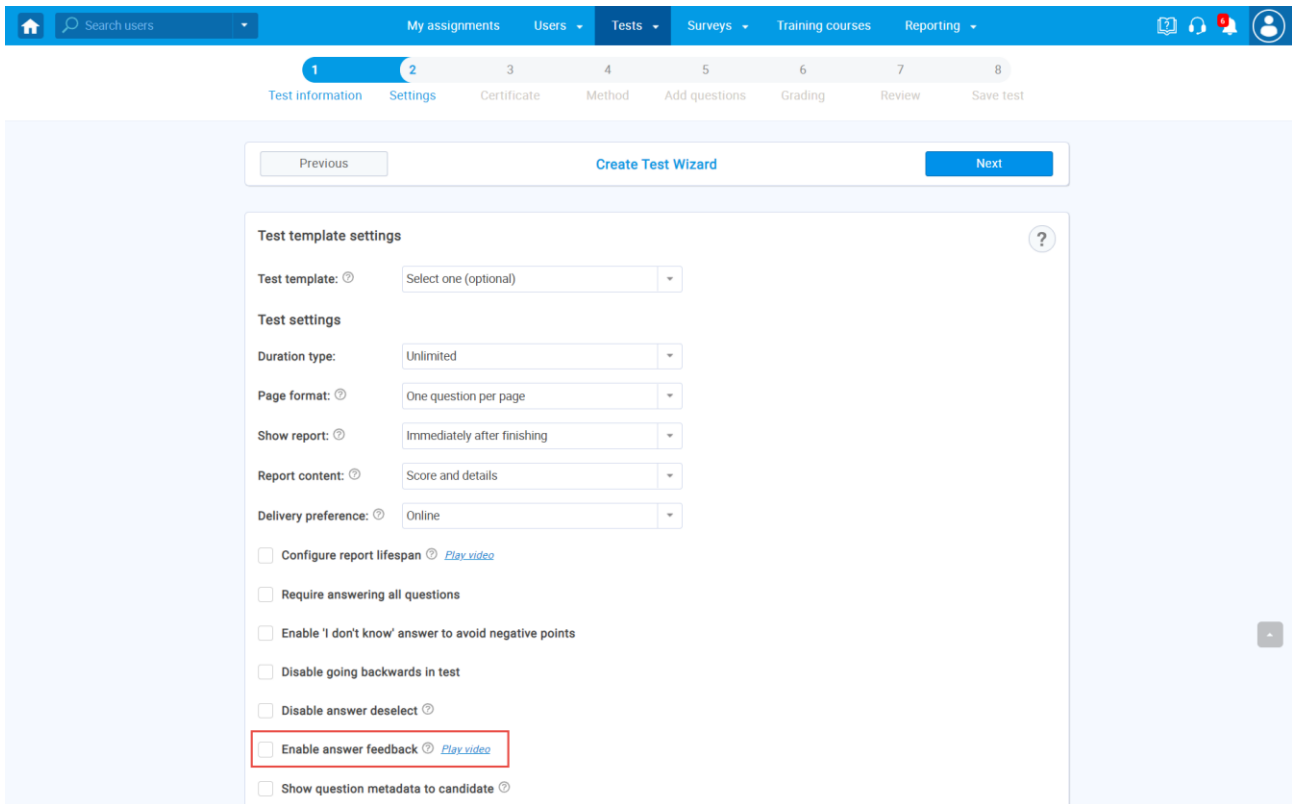 Search users My assignments Users Tests Surveys Training courses Reporting 6
1 2 3 4 5 6 7 8
Test information Settings Certificate Method Add questions Grading Review Save test
Previous Create Test Wizard Next
Test template settings ?
Test template: ? Select one (optional)
Test settings
Duration type: Unlimited
Page format: ? One question per page
Show report: ? Immediately after finishing
Report content: ? Score and details
Delivery preference: ? Online
Configure report lifespan ? Play video
Require answering all questions
Enable 'I don't know' answer to avoid negative points
Disable going backwards in test
Disable answer deselect ?
Enable answer feedback ? Play video
Show question metadata to candidate ?